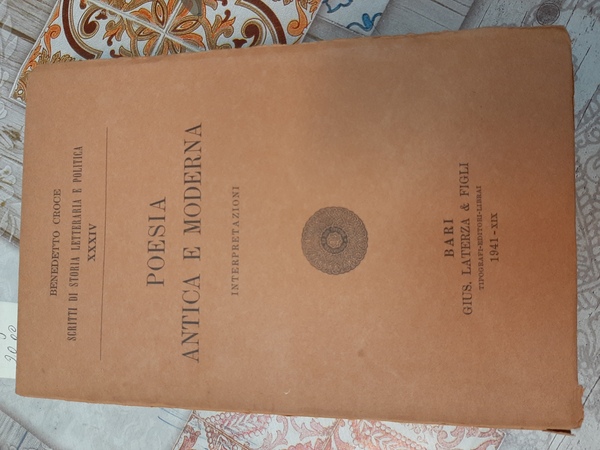 BENEDETTO CROCE
SCRITTI DI STORIA LETTERARIA E POLITICA
XXXIV
POESIA
ANTICA E MODERNA
INTERPRETAZIONI
BARI
GIUS. LATERZA & FIGLI
TIPOGRAFI-EDITORI-LIBRAI
1941-XIX